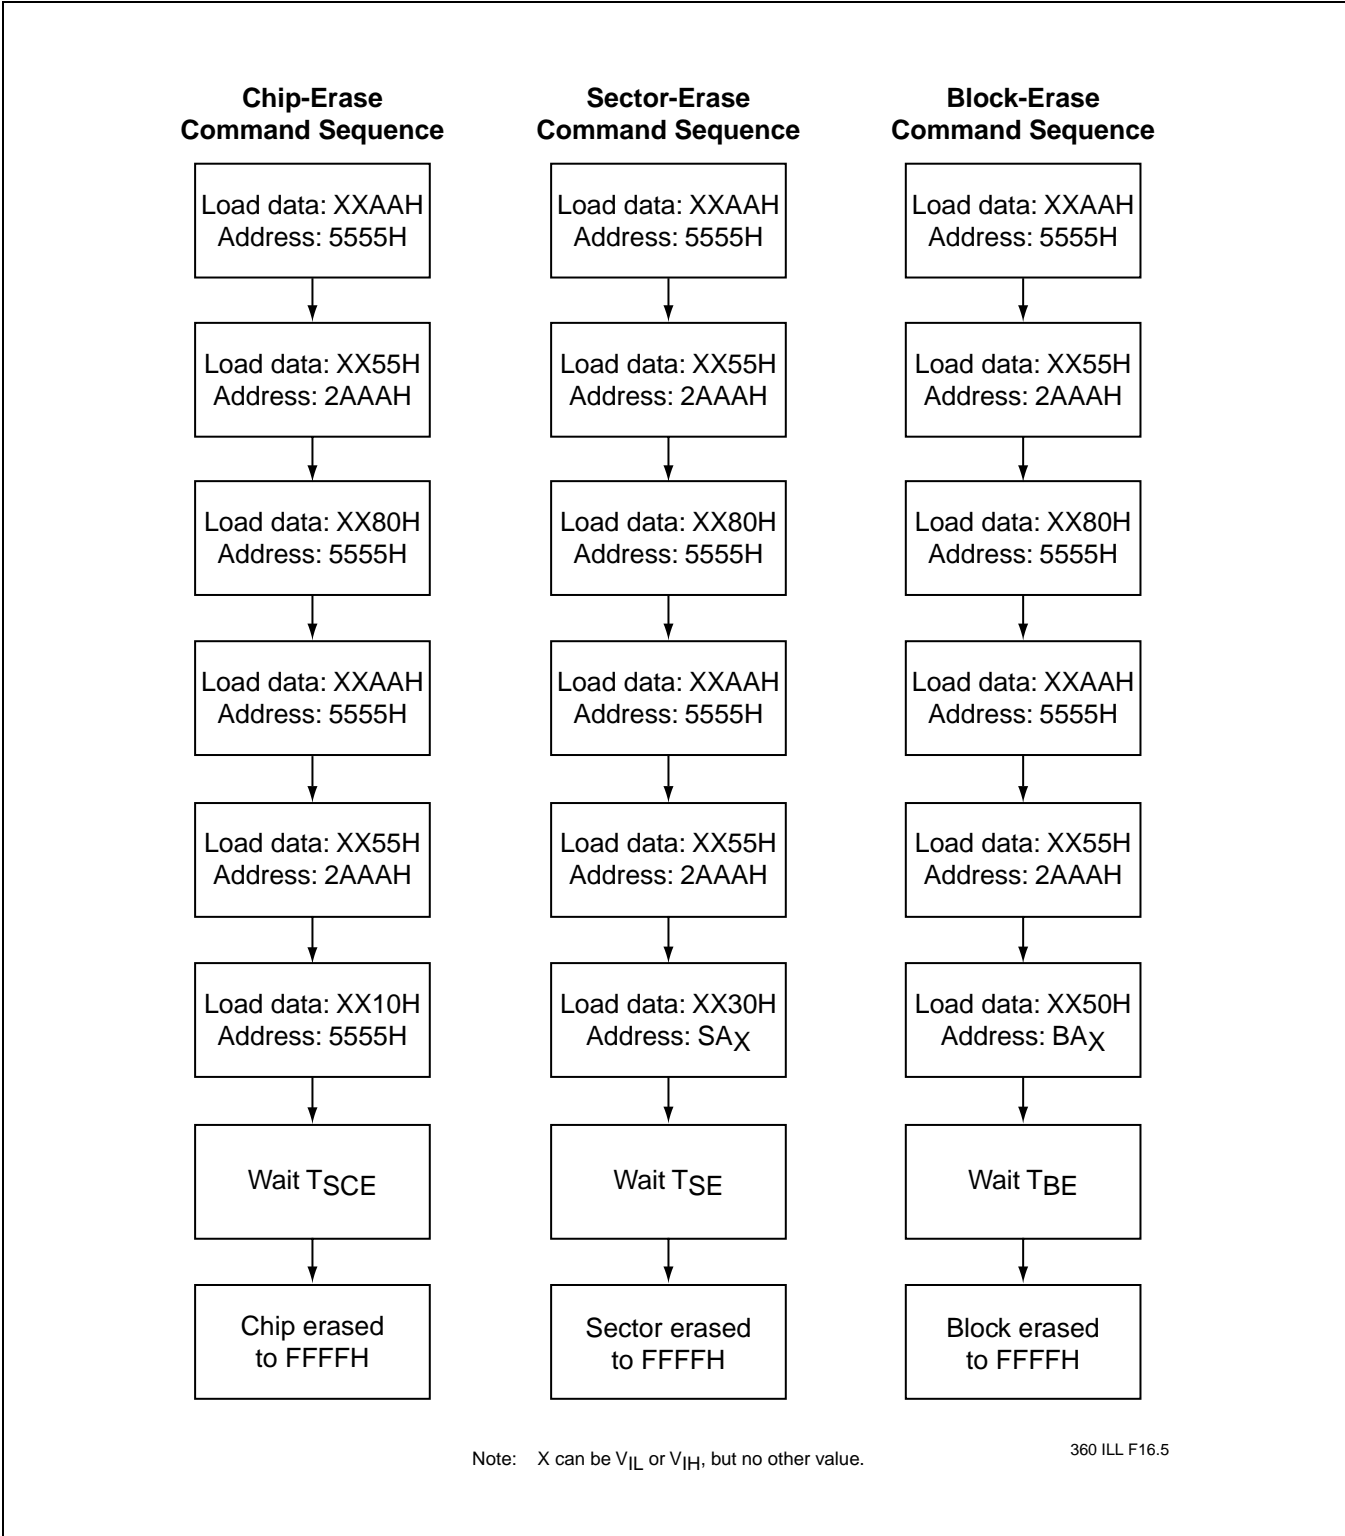 Chip-Erase
Command Sequence
Load data: XXAAH
Address: 5555H
Load data: XX55H
Address: 2AAAH
Load data: XX80H
Address: 5555H
Load data: XXAAH
Address: 5555H
Load data: XX55H
Address: 2AAAH
Load data: XX10H
Address: 5555H
Wait TSCE
Chip erased
to FFFFH
Sector-Erase
Command Sequence
Load data: XXAAH
Address: 5555H
Load data: XX55H
Address: 2AAAH
Load data: XX80H
Address: 5555H
Load data: XXAAH
Address: 5555H
Load data: XX55H
Address: 2AAAH
Load data: XX30H
Address: SAX
Wait TSE
Sector erased
to FFFFH
Block-Erase
Command Sequence
Load data: XXAAH
Address: 5555H
Load data: XX55H
Address: 2AAAH
Load data: XX80H
Address: 5555H
Load data: XXAAH
Address: 5555H
Load data: XX55H
Address: 2AAAH
Load data: XX50H
Address: BAX
Wait TBE
Block erased
to FFFFH
Note: X can be VIL or VIH, but no other value.
360 ILL F16.5